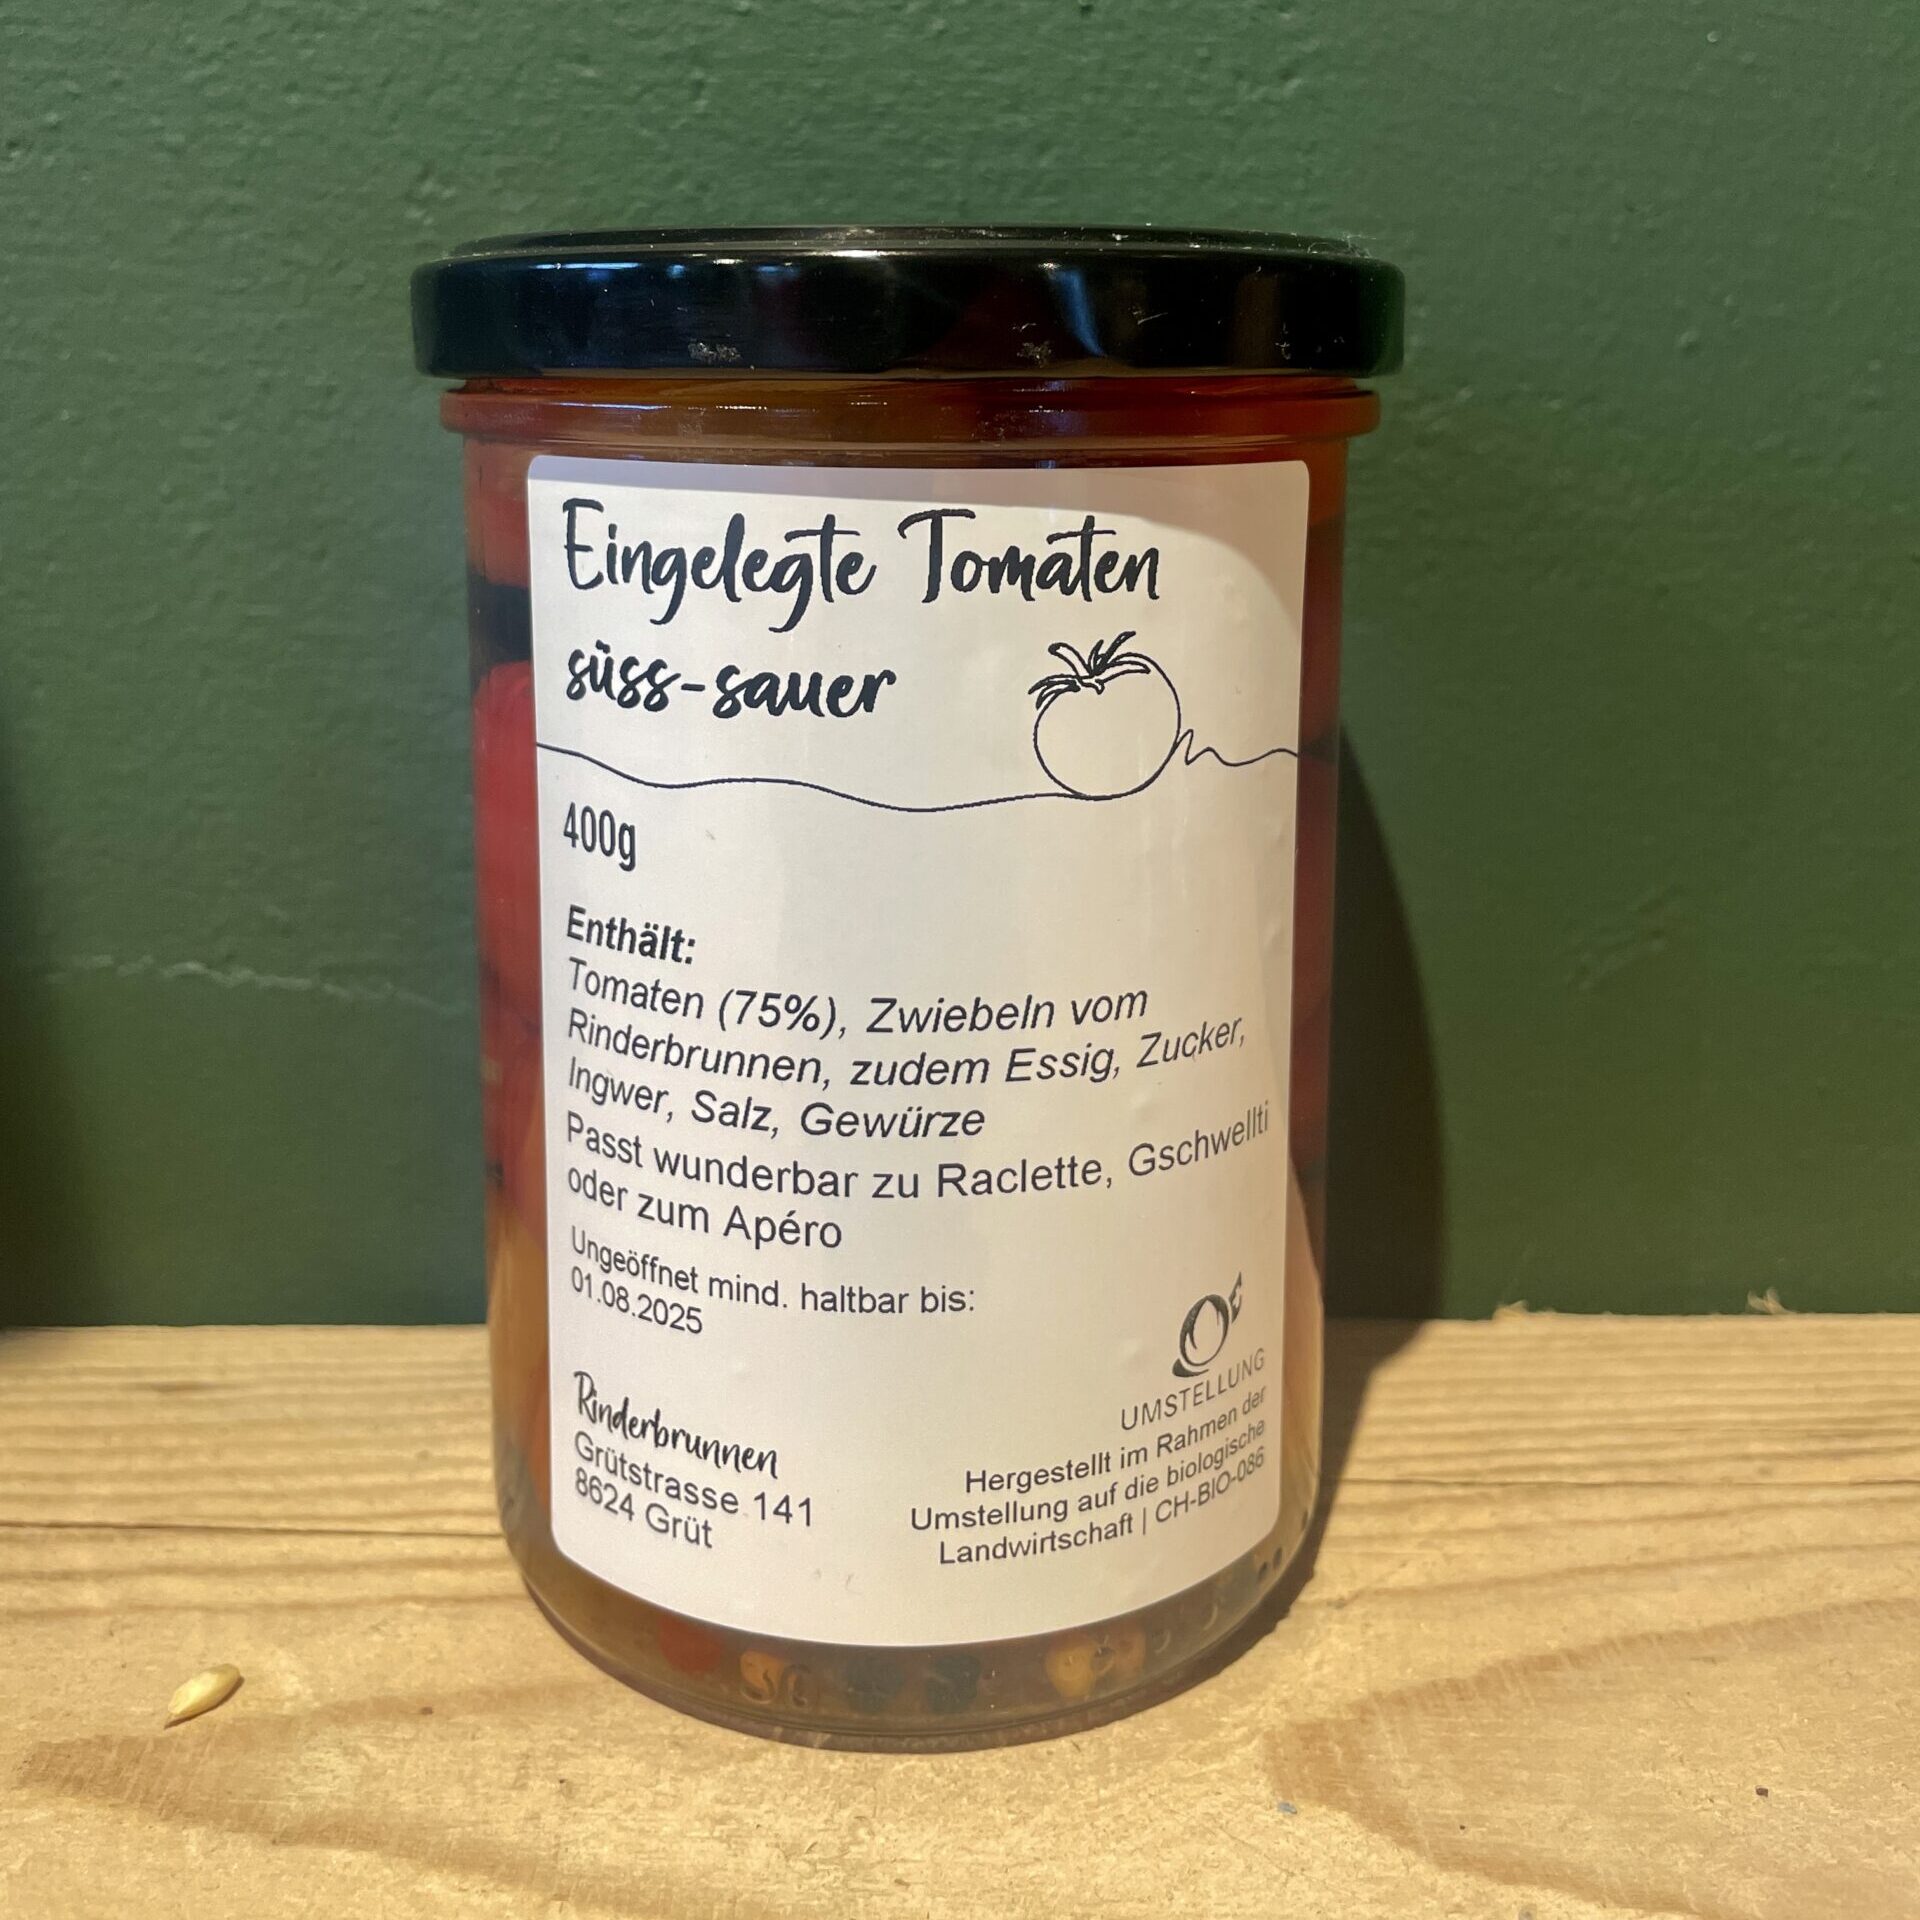 Eingelegte Tomaten
süss-sauer
400g
Enthält:
Tomaten (75%), Zwiebeln vom
Rinderbrunnen, zudem Essig, Zucker,
Ingwer, Salz, Gewürze
Passt wunderbar zu Raclette, Gschwellti
oder zum Apéro
Ungeöffnet mind. haltbar bis:
01.08.2025
Rinderbrunnen
Grütstrasse 141
8624 Grüt
UMSTELLUNG
Hergestellt im Rahmen der
Umstellung auf die biologische
Landwirtschaft | CH-BIO-086